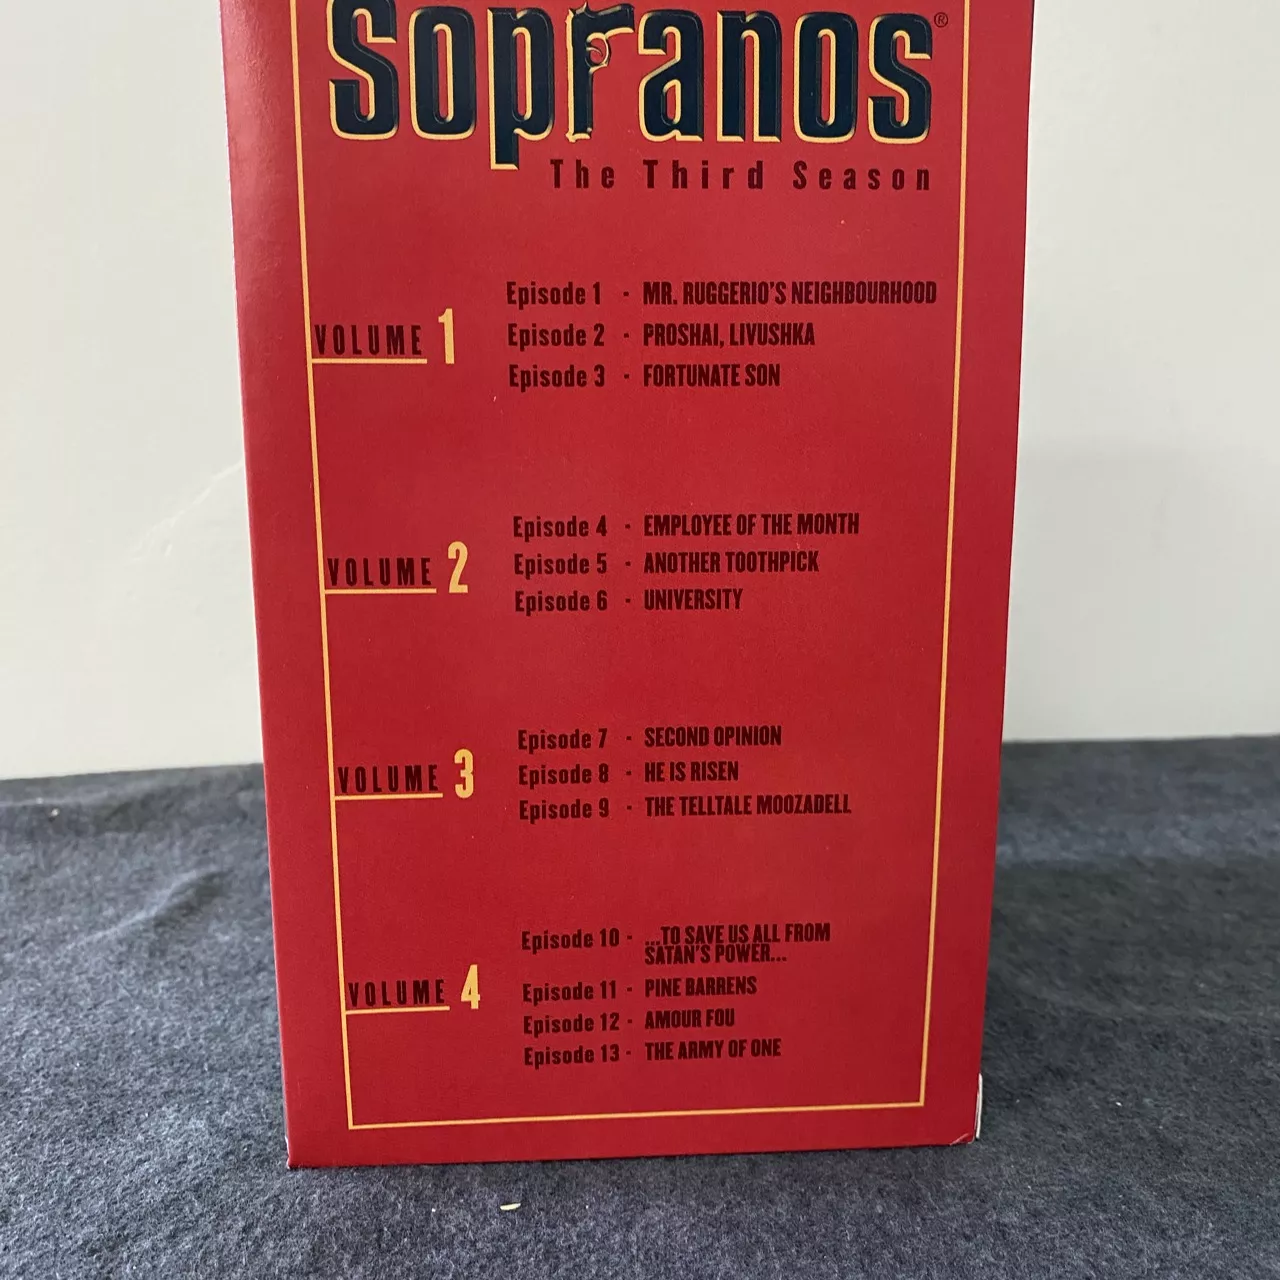 Sopranos®
The Third Season
VOLUME 1
Episode 1 - MR. RUGGERIO'S NEIGHBOURHOOD
Episode 2 - PROSHAI, LIVUSHKA
Episode 3 - FORTUNATE SON
VOLUME 2
Episode 4 - EMPLOYEE OF THE MONTH
Episode 5 - ANOTHER TOOTHPICK
Episode 6 - UNIVERSITY
VOLUME 3
Episode 7 - SECOND OPINION
Episode 8 - HE IS RISEN
Episode 9 - THE TELLTALE MOOZADELL
VOLUME 4
Episode 10 - ...TO SAVE US ALL FROM
SATAN'S POWER...
Episode 11 - PINE BARRENS
Episode 12 - AMOUR FOU
Episode 13 - THE ARMY OF ONE